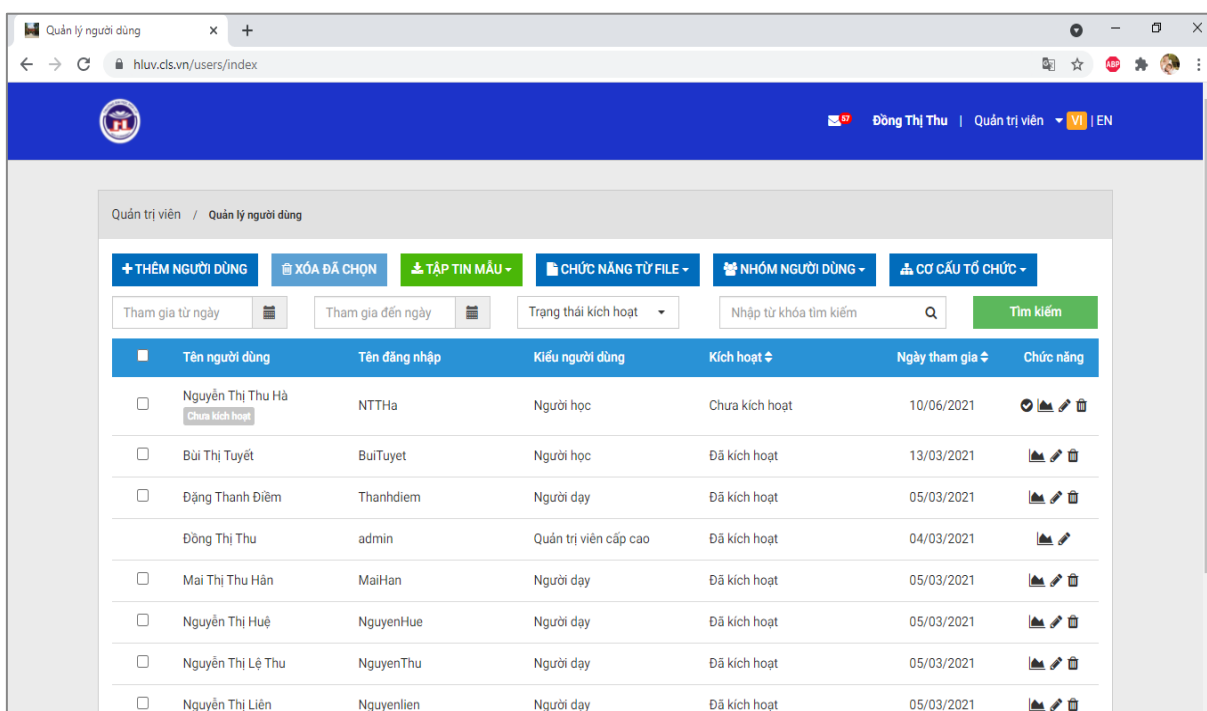 Quản lý người dùng
hluv.cls.vn/users/index
ABP
57 Đồng Thị Thu | Quản trị viên VI | EN
Quản trị viên / Quản lý người dùng
THÊM NGƯỜI DÙNG XÓA ĐÃ CHỌN TẬP TIN MẪU CHỨC NĂNG TỪ FILE NHÓM NGƯỜI DÙNG CƠ CẤU TỔ CHỨC
Tham gia từ ngày Tham gia đến ngày Trạng thái kích hoạt Nhập từ khóa tìm kiếm Tìm kiếm
Tên người dùng Tên đăng nhập Kiểu người dùng Kích hoạt Ngày tham gia Chức năng
Nguyễn Thị Thu Hà NTTHa Người học Chưa kích hoạt 10/06/2021
Chưa kích hoạt
Bùi Thị Tuyết BuiTuyet Người học Đã kích hoạt 13/03/2021
Đặng Thanh Điềm Thanhdiem Người dạy Đã kích hoạt 05/03/2021
Đồng Thị Thu admin Quản trị viên cấp cao Đã kích hoạt 04/03/2021
Mai Thị Thu Hân MaiHan Người dạy Đã kích hoạt 05/03/2021
Nguyễn Thị Huệ NguyenHue Người dạy Đã kích hoạt 05/03/2021
Nguyễn Thị Lệ Thu NguyenThu Người dạy Đã kích hoạt 05/03/2021
Nguyễn Thị Liên Nguyenlien Người dạy Đã kích hoạt 05/03/2021